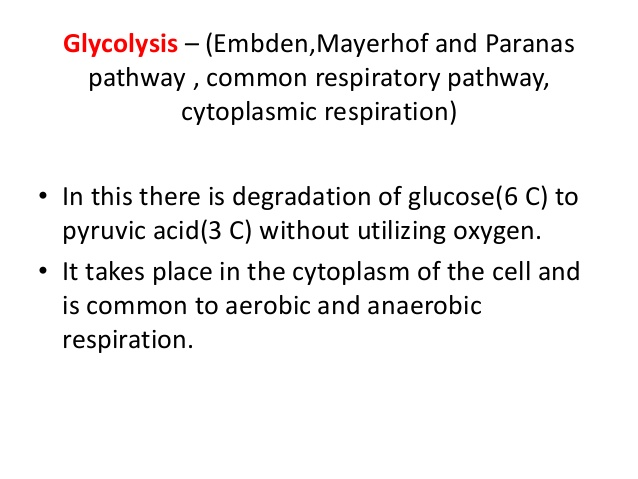 Glycolysis – (Embden,Mayerhof and Paranas
pathway , common respiratory pathway,
cytoplasmic respiration)
• In this there is degradation of glucose(6 C) to
pyruvic acid(3 C) without utilizing oxygen.
• It takes place in the cytoplasm of the cell and
is common to aerobic and anaerobic
respiration.